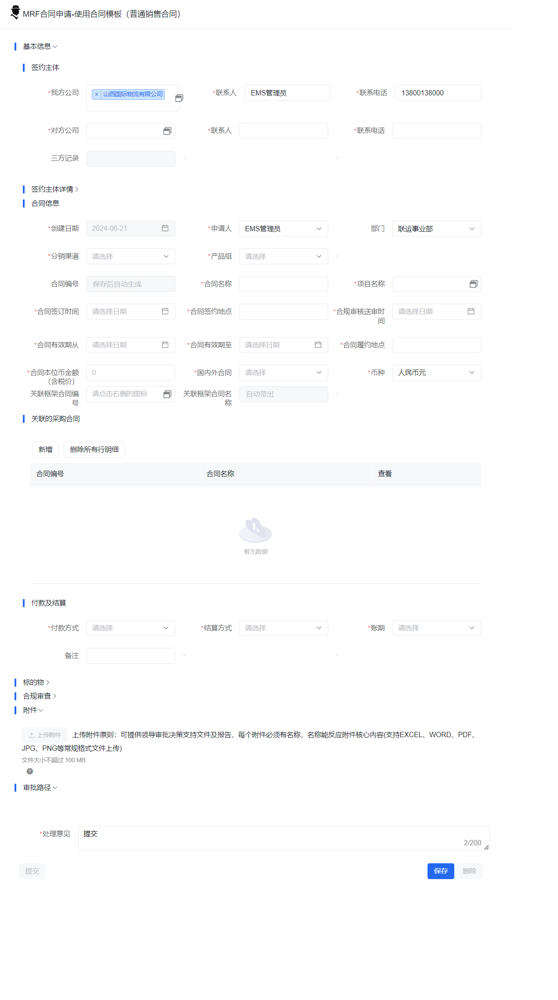 MRF合同申请-使用合同模板（普通销售合同）
基本信息
签约主体
*我方公司 × 山西国际物流有限公司 *联系人 EMS管理员 *联系电话 13800138000
*对方公司 *联系人 *联系电话
三方记录 - -
签约主体详情
合同信息
*创建日期 2024-06-21 *申请人 EMS管理员 部门 联运事业部
*分销渠道 请选择 *产品组 请选择 -
合同编号 保存后自动生成 *合同名称 *项目名称
*合同签订时间 请选择日期 *合同签约地点 *合规审核送审时 请选择日期
间
*合同有效期从 请选择日期 *合同有效期至 请选择日期 *合同履约地点
*合同本位币金额 0 *国内外合同 请选择 *币种 人民币元
（含税价）
关联框架合同编 请点击右侧的图标 关联框架合同名 自动带出 -
号 称
关联的采购合同
新增 删除所有行明细
合同编号 合同名称 查看
暂无数据
付款及结算
*付款方式 请选择 *结算方式 请选择 *账期 请选择
备注 - -
标的物
合规审查
附件
上传附件 上传附件原则：可提供领导审批决策支持文件及报告，每个附件必须有名称，名称能反应附件核心内容(支持EXCEL、WORD、PDF、
JPG、PNG等常规格式文件上传)
文件大小不超过 100 MB
?
审批路径
*处理意见 提交
2/200
提交 保存 删除